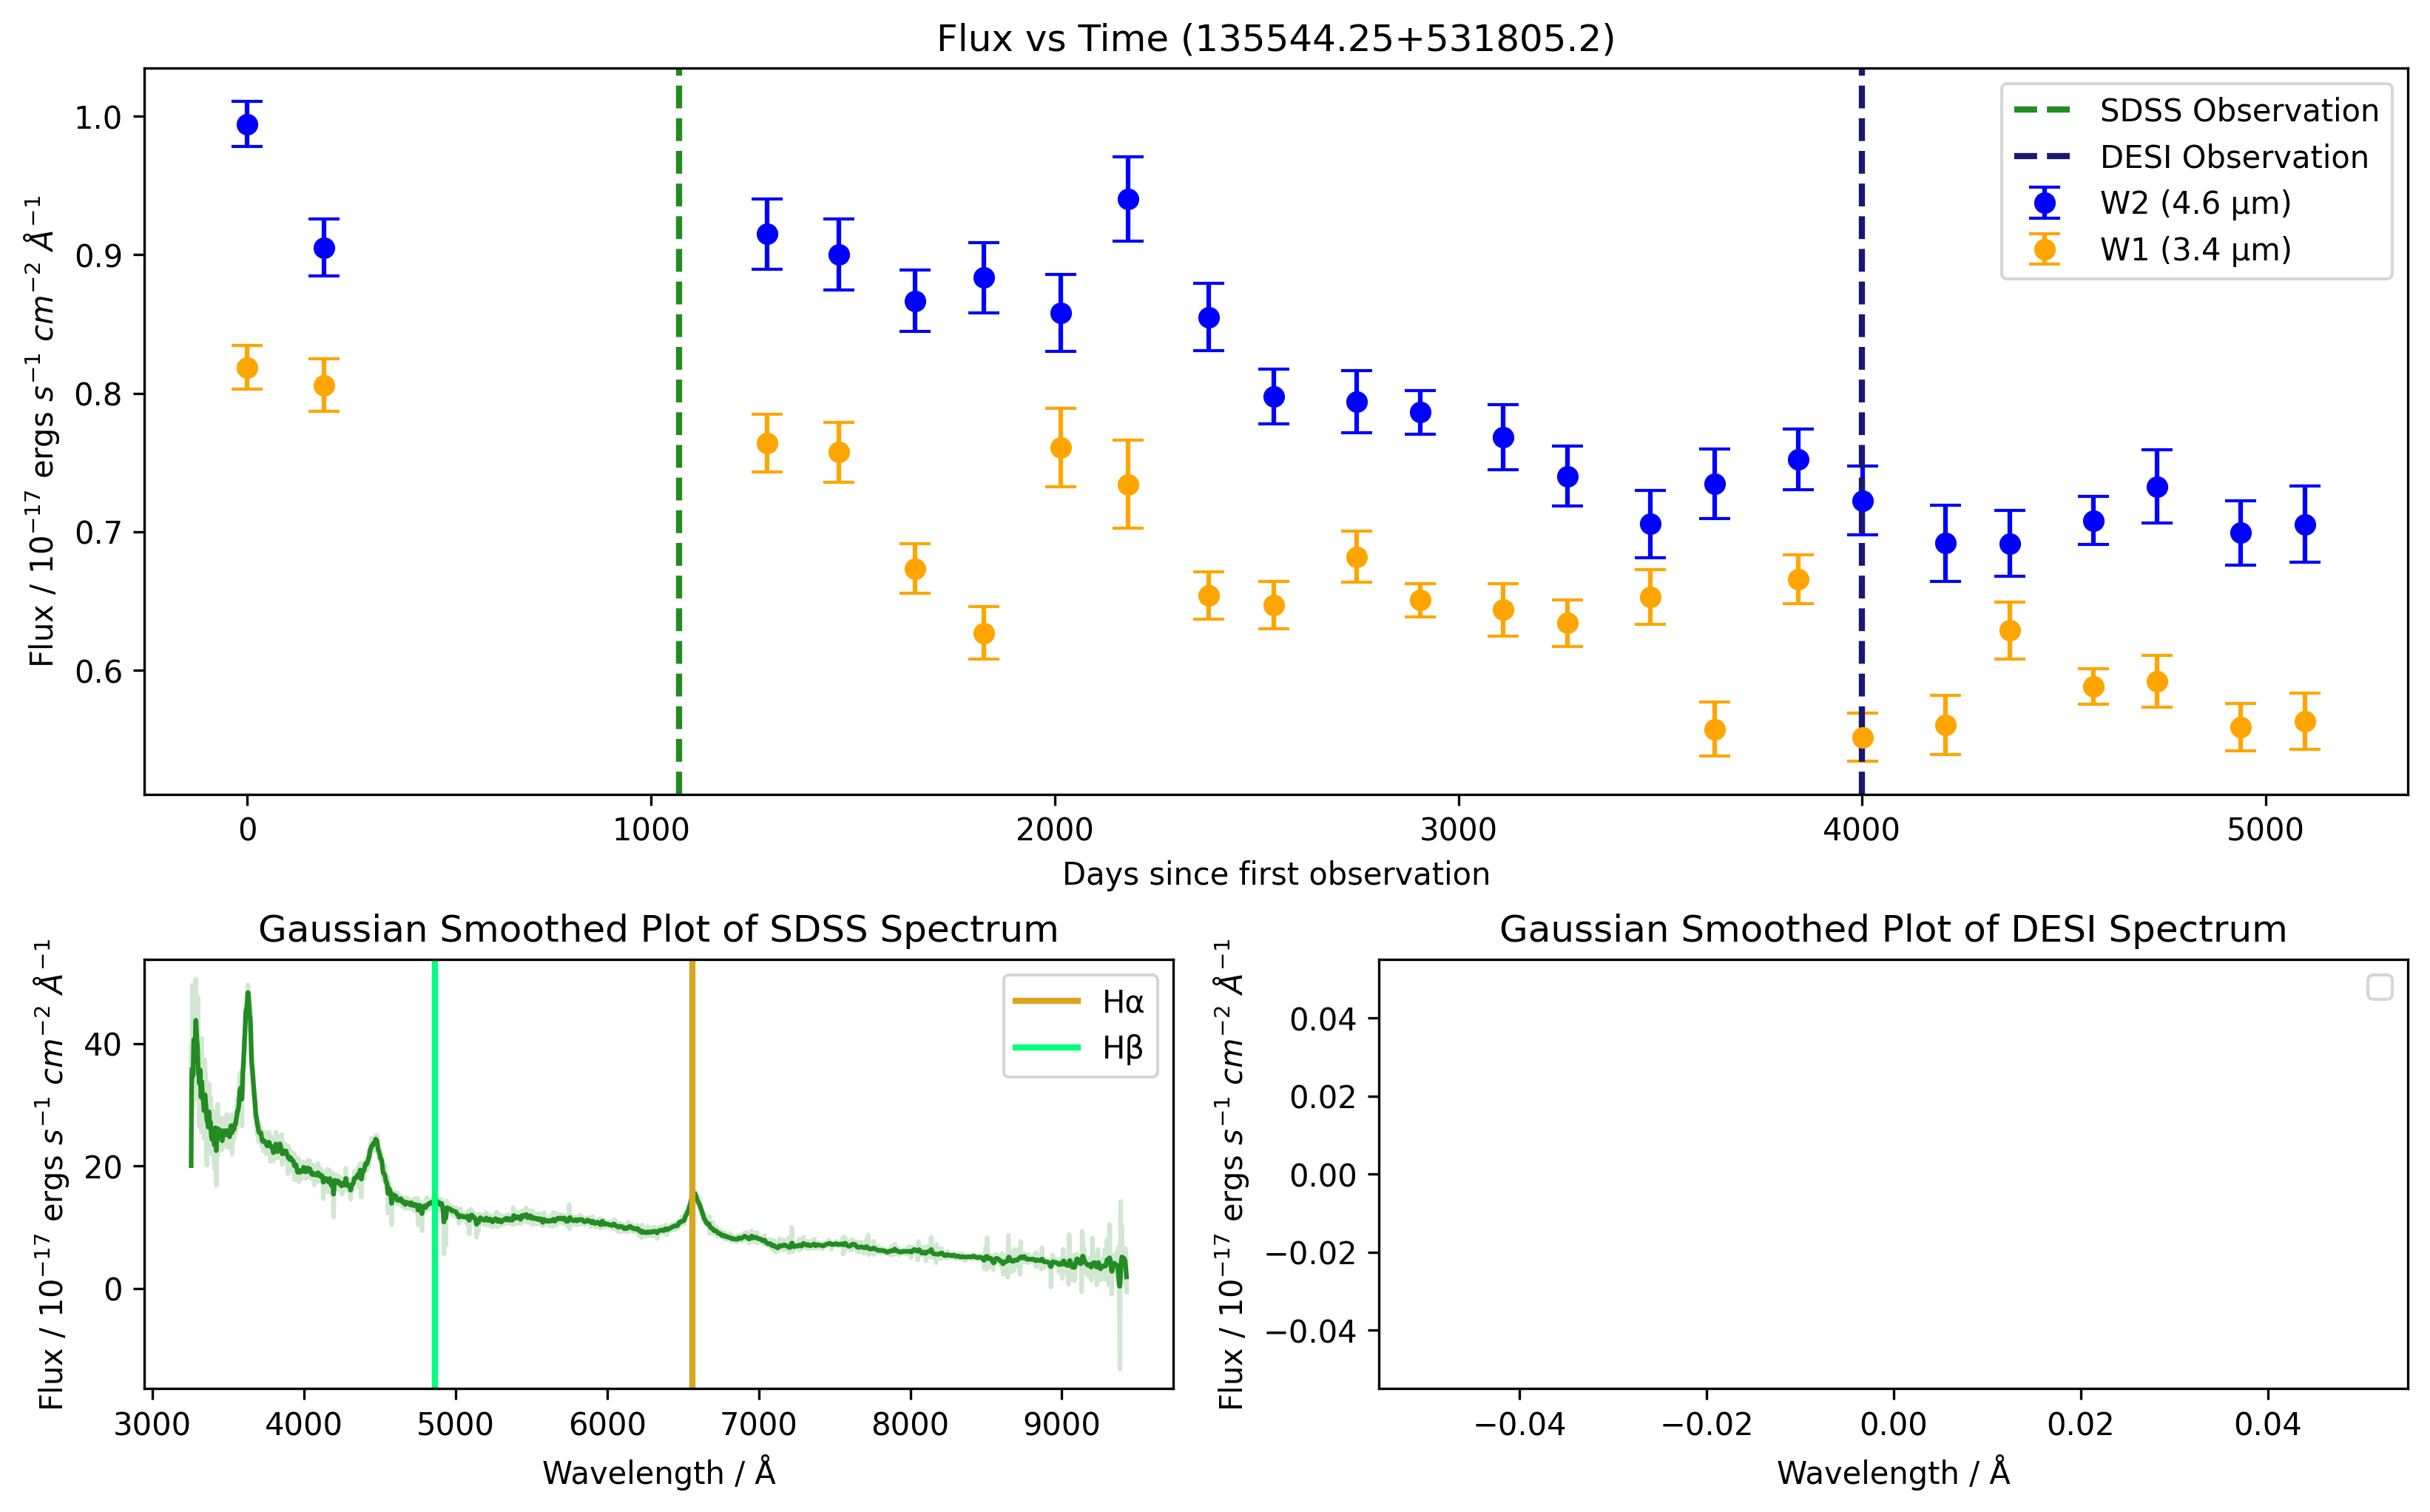 Flux vs Time (135544.25+531805.2)
Flux / 10⁻¹⁷ ergs s⁻¹ cm⁻² Å⁻¹
1.0
0.9
0.8
0.7
0.6
SDSS Observation
DESI Observation
W2 (4.6 μm)
W1 (3.4 μm)
0 1000 2000 3000 4000 5000
Days since first observation
Gaussian Smoothed Plot of SDSS Spectrum
Flux / 10⁻¹⁷ ergs s⁻¹ cm⁻² Å⁻¹
40
20
0
Hα
Hβ
3000 4000 5000 6000 7000 8000 9000
Wavelength / Å
Gaussian Smoothed Plot of DESI Spectrum
Flux / 10⁻¹⁷ ergs s⁻¹ cm⁻² Å⁻¹
0.04
0.02
0.00
−0.02
−0.04
−0.04 −0.02 0.00 0.02 0.04
Wavelength / Å